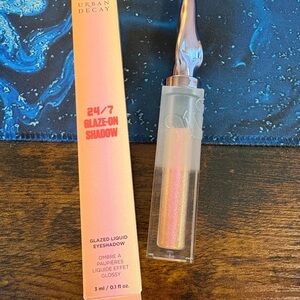 URBAN
DECAY
24/7
GLAZE-ON
SHADOW
GLAZED LIQUID
EYESHADOW
OMBRE À
PAUPIÈRES
LIQUIDE EFFET
GLOSSY
3 ml / 0.1 fl. oz.